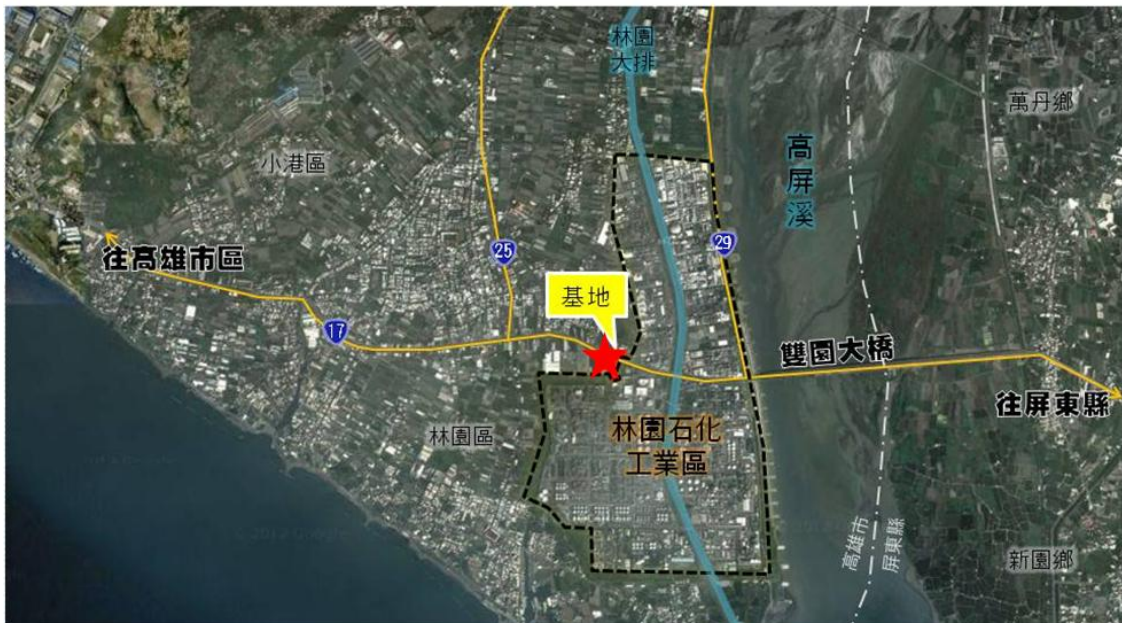 林園
大排
萬丹鄉
高
屏
溪
小港區
往高雄市區
25
29
基地
17
雙園大橋
往屏東縣
林園區
林園石化
工業區
高雄市
屏東縣
新園鄉